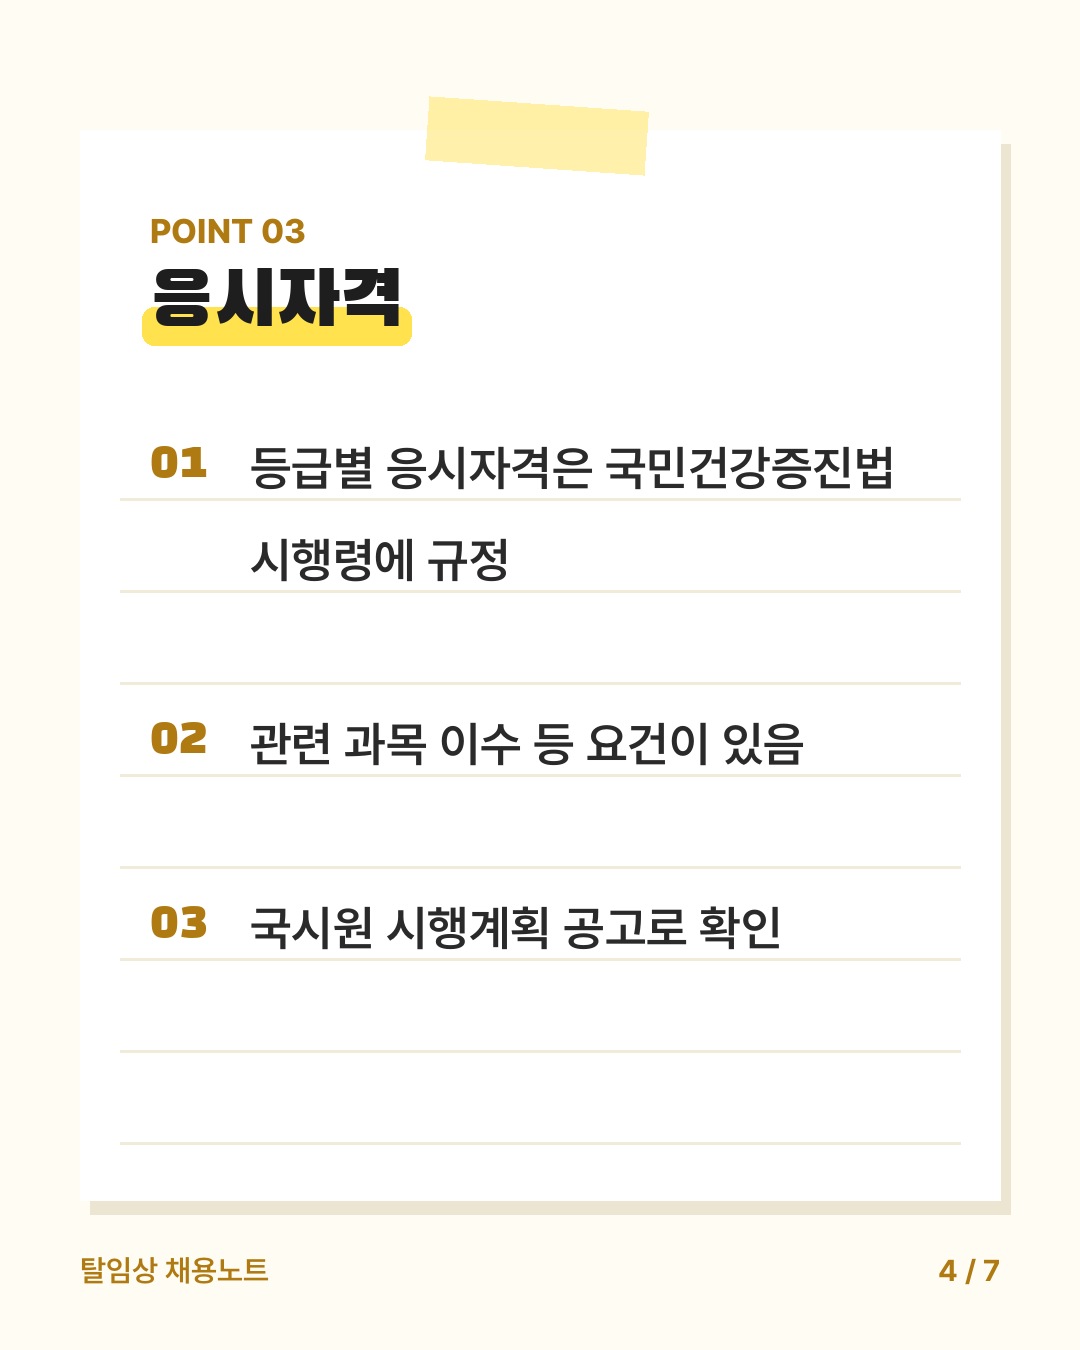 POINT 03
응시자격
01 등급별 응시자격은 국민건강증진법
시행령에 규정
02 관련 과목 이수 등 요건이 있음
03 국시원 시행계획 공고로 확인
탈임상 채용노트
4 / 7